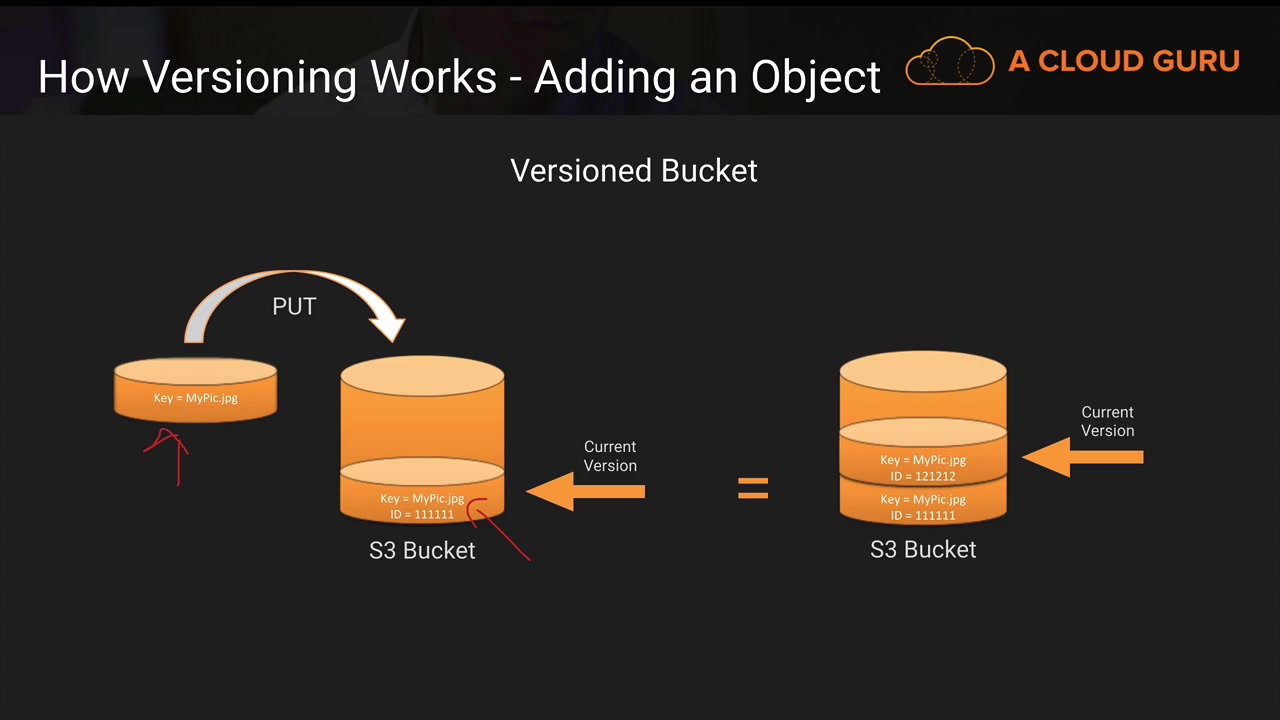 How Versioning Works - Adding an Object
A CLOUD GURU
Versioned Bucket
PUT
Key = MyPic.jpg
Current
Version
Key = MyPic.jpg
ID = 111111
S3 Bucket
=
Current
Version
Key = MyPic.jpg
ID = 121212
Key = MyPic.jpg
ID = 111111
S3 Bucket